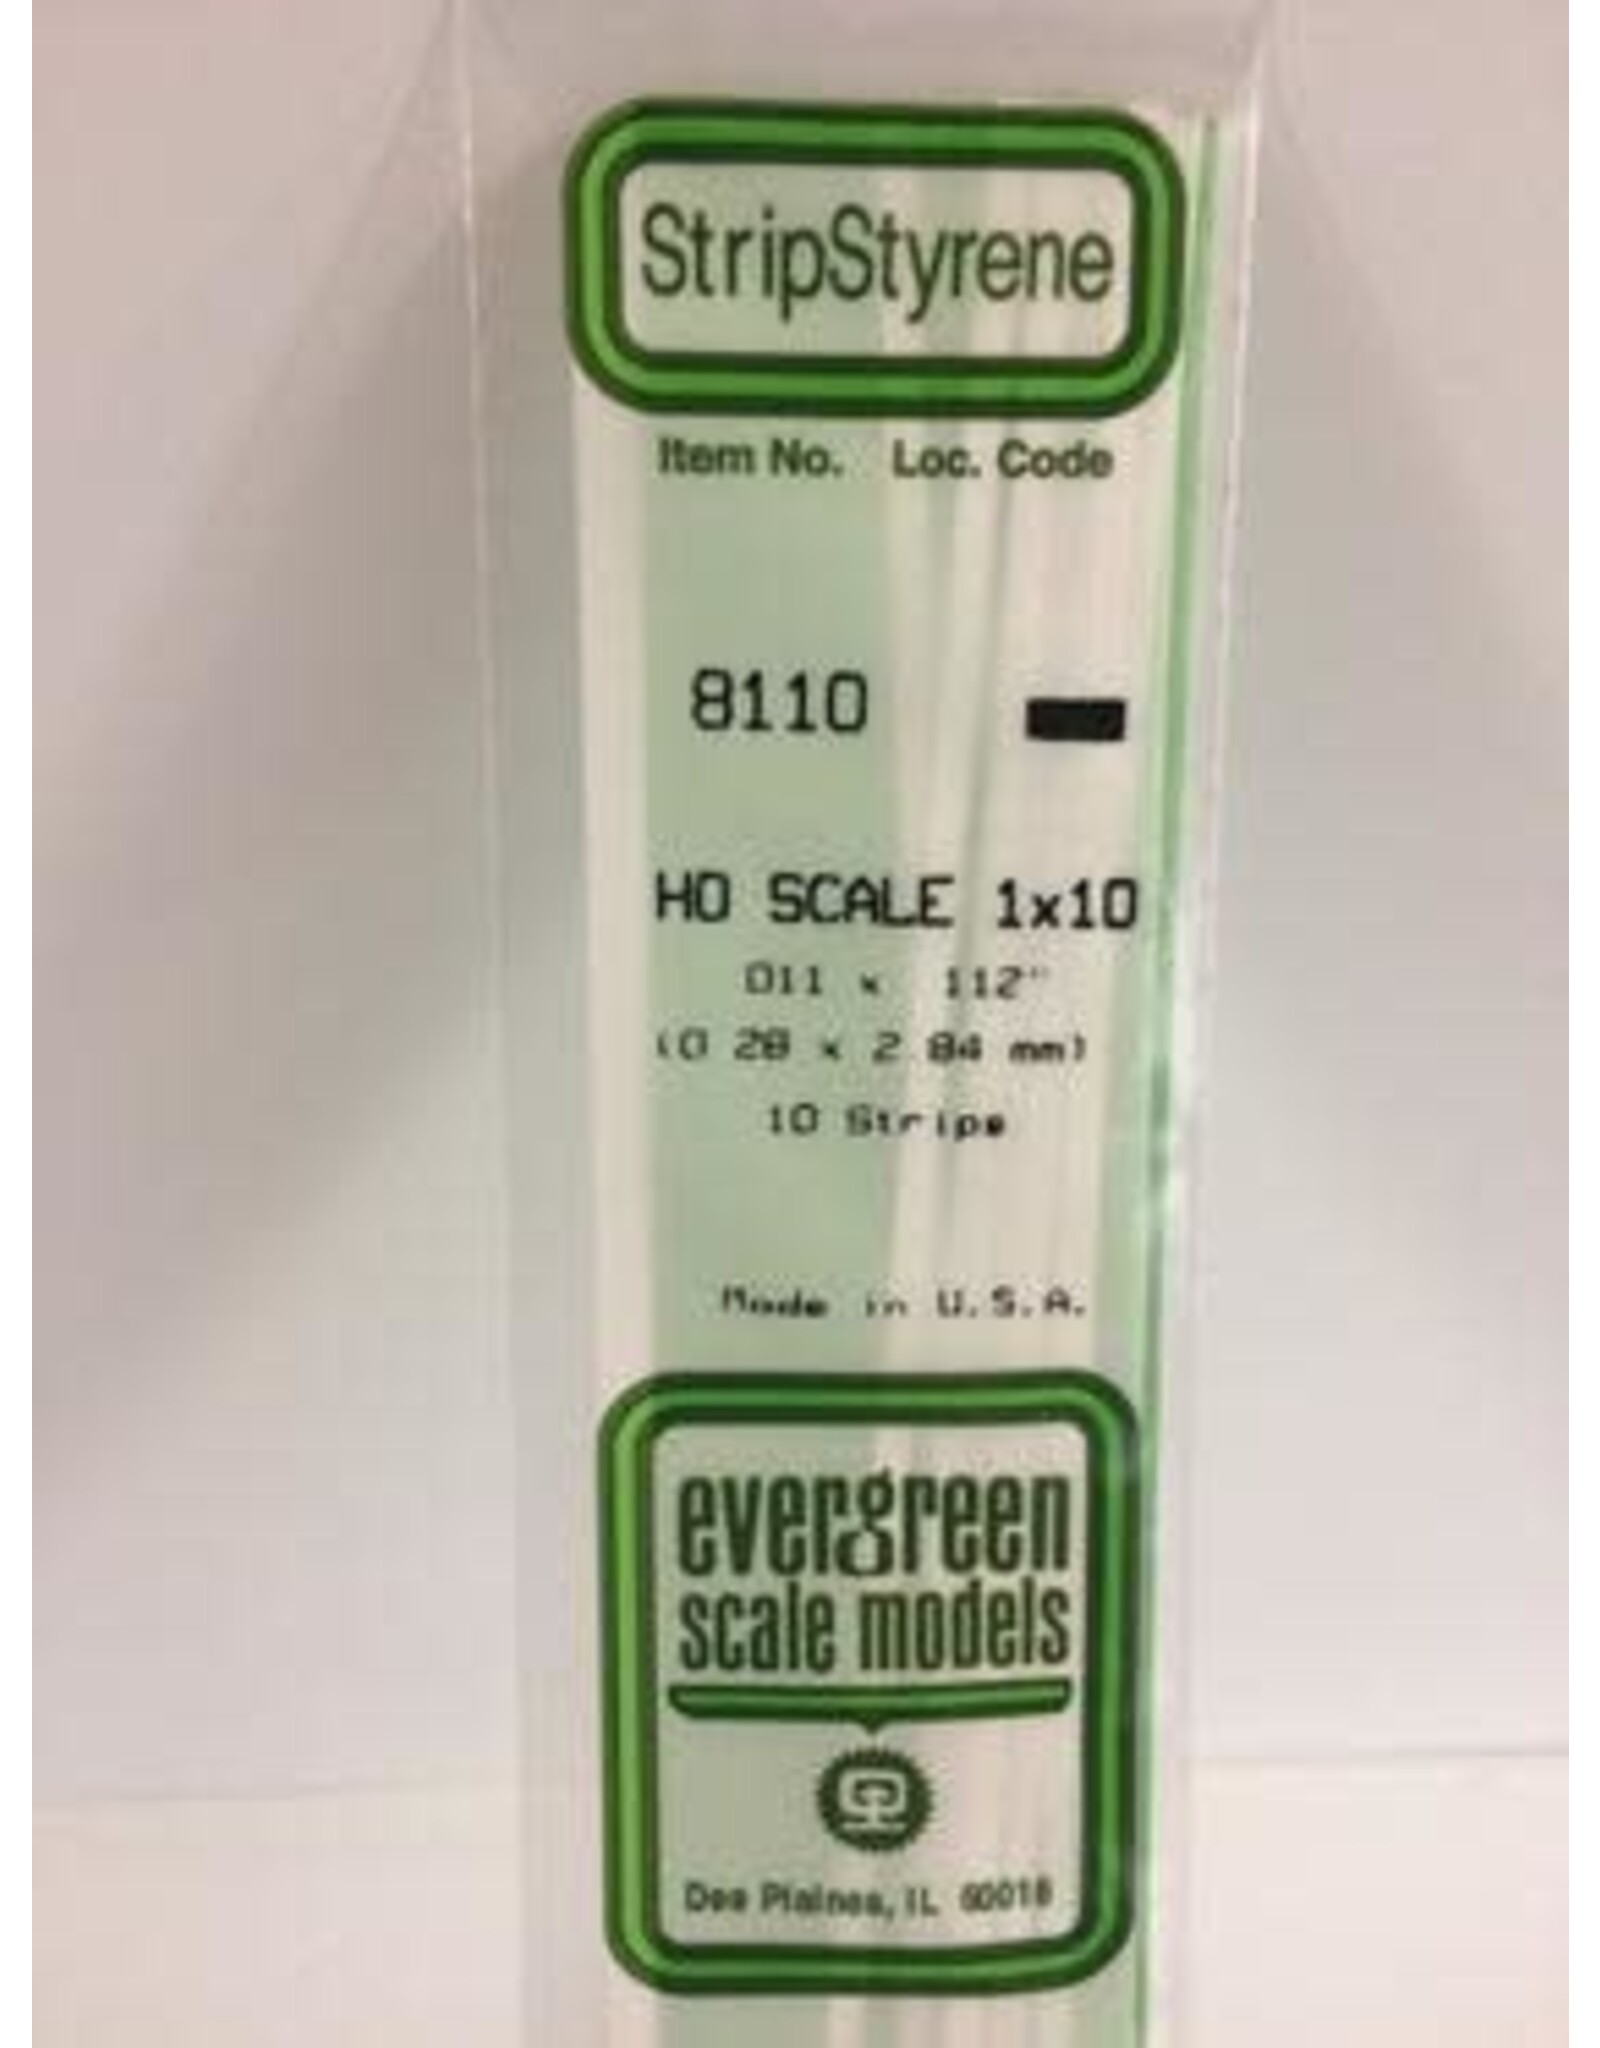 StripStyrene
Item No. Loc. Code
8110
HO SCALE 1x10
.011 x .112"
(0.28 x 2.84 mm)
10 Strips
Made in U.S.A.
evergreen
scale models
Des Plaines, IL 60018